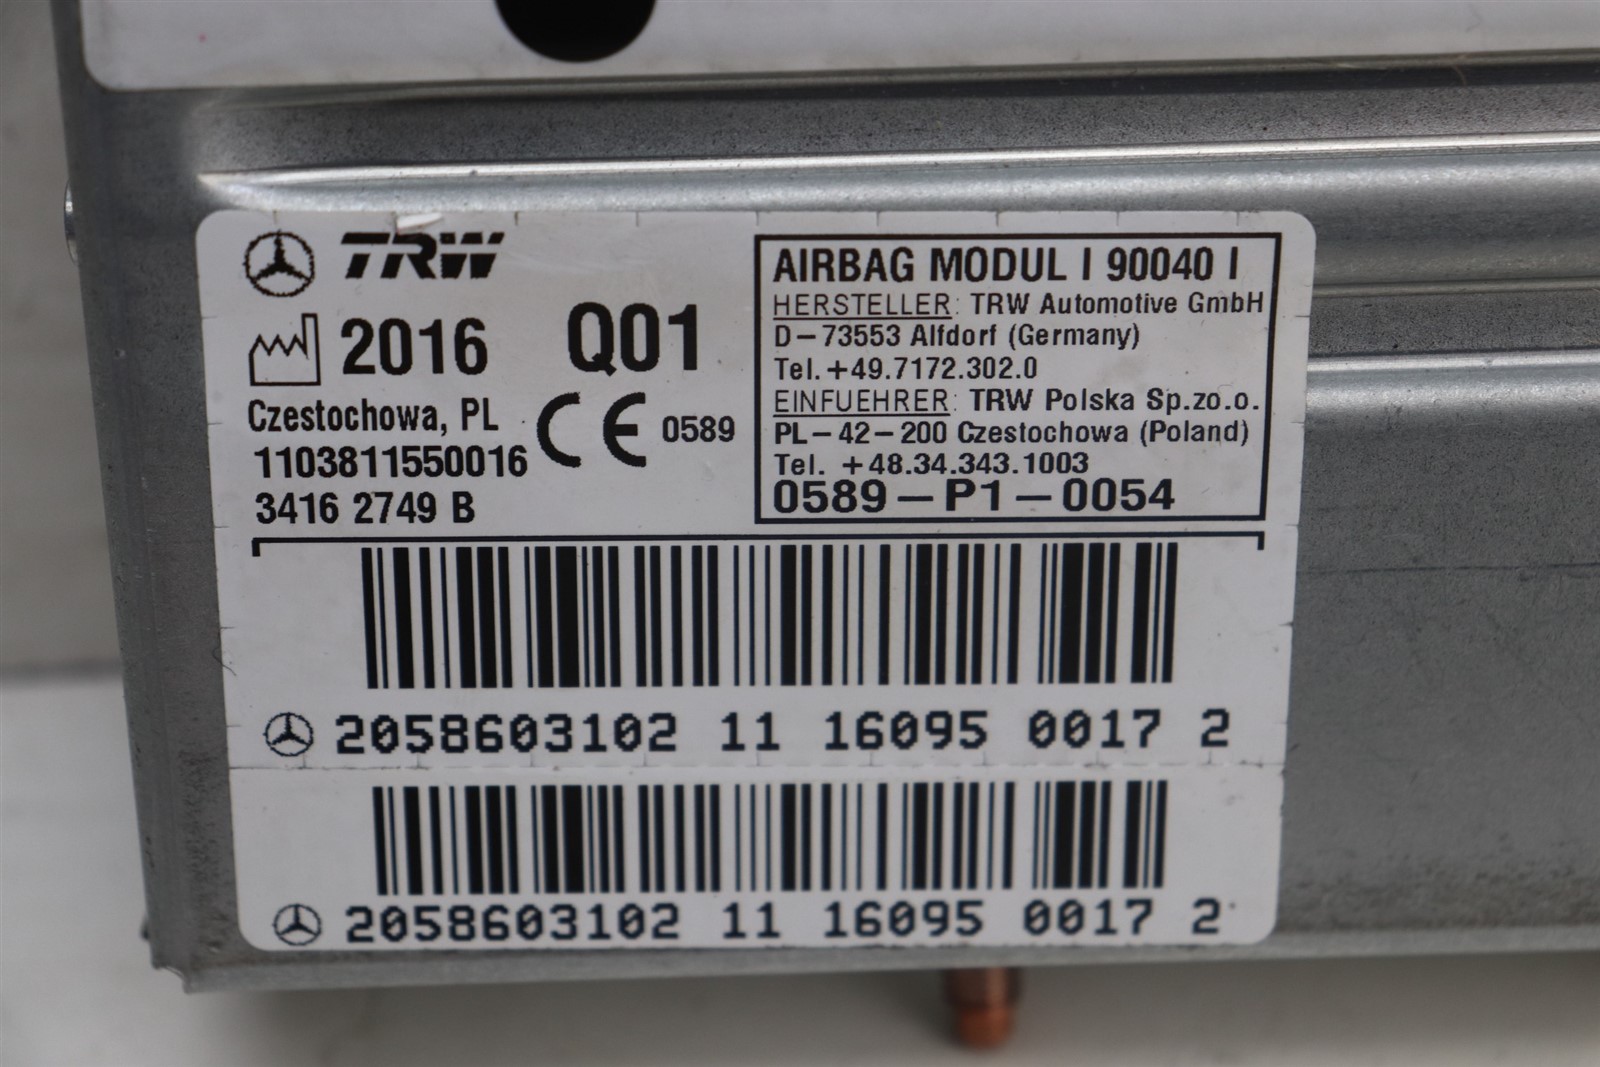 TRW
2016 Q01
Czestochowa, PL
CE 0589
1103811550016
3416 2749 B
AIRBAG MODUL I 90040 I
HERSTELLER: TRW Automotive GmbH
D-73553 Alfdorf (Germany)
Tel.+49.7172.302.0
EINFUEHRER: TRW Polska Sp.zo.o.
PL-42-200 Czestochowa (Poland)
Tel. +48.34.343.1003
0589-P1-0054
2058603102 11 16095 0017 2
2058603102 11 16095 0017 2